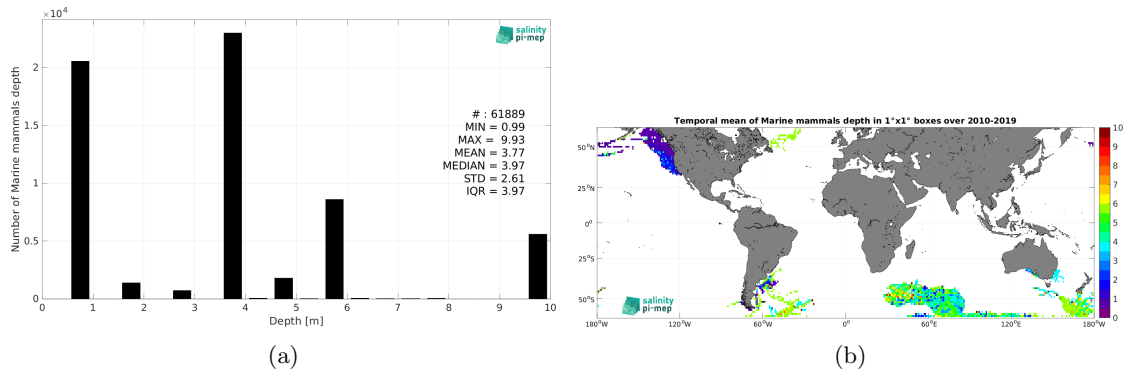 ×10⁴
2
1.5
1
0.5
0
Number of Marine mammals depth
0 1 2 3 4 5 6 7 8 9 10
Depth [m]
salinity
pi-mep
# : 61889
MIN = 0.99
MAX = 9.93
MEAN = 3.77
MEDIAN = 3.97
STD = 2.61
IQR = 3.97
(a)
Temporal mean of Marine mammals depth in 1°x1° boxes over 2010-2019
50°N
25°N
0°
25°S
50°S
180°W 120°W 60°W 0° 60°E 120°E 180°W
salinity
pi-mep
10
9
8
7
6
5
4
3
2
1
0
(b)